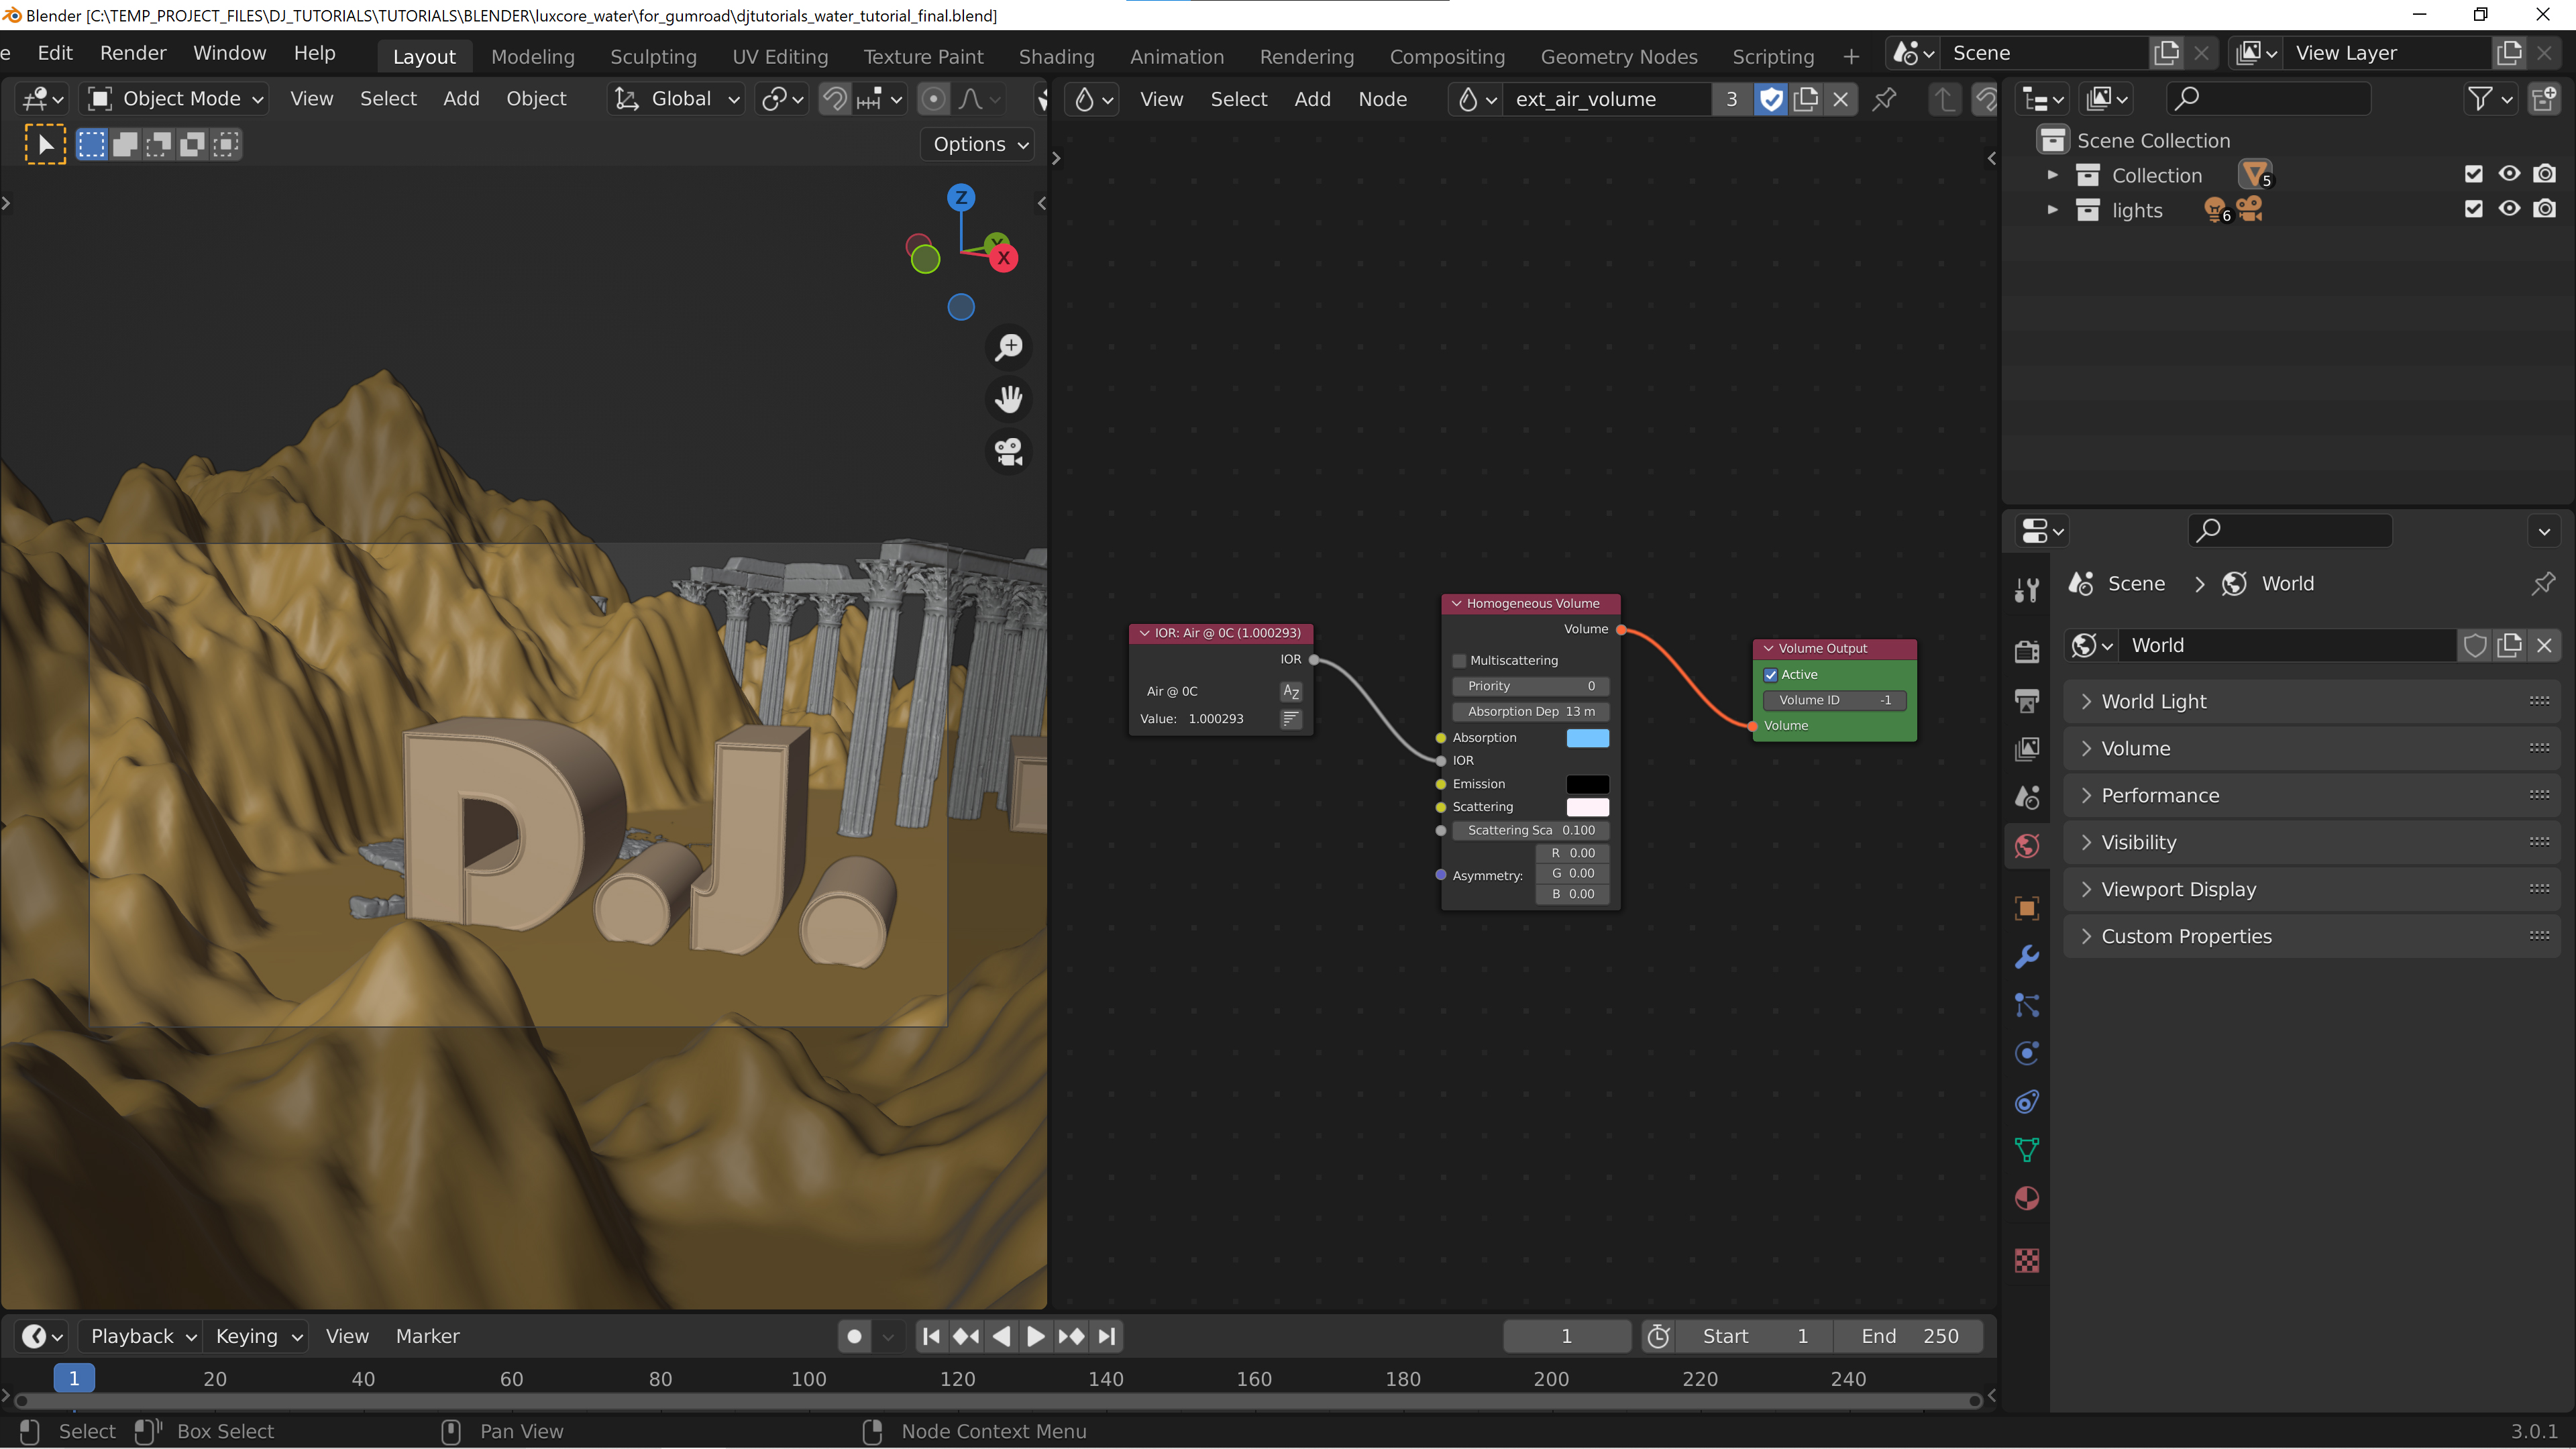 Blender [C:\TEMP_PROJECT_FILES\DJ_TUTORIALS\TUTORIALS\BLENDER\luxcore_water\for_gumroad\djtutorials_water_tutorial_final.blend]
e Edit Render Window Help Layout Modeling Sculpting UV Editing Texture Paint Shading Animation Rendering Compositing Geometry Nodes Scripting + Scene View Layer
Object Mode View Select Add Object Global View Select Add Node ext_air_volume 3
Options
Scene Collection
Collection 5
lights 6
Z
Y
X
Scene > World
World
World Light
Volume
Performance
Visibility
Viewport Display
Custom Properties
IOR: Air @ 0C (1.000293)
IOR
Air @ 0C AZ
Value: 1.000293
Homogeneous Volume
Volume
Multiscattering
Priority 0
Absorption Dep 13 m
Absorption
IOR
Emission
Scattering
Scattering Sca 0.100
R 0.00
Asymmetry: G 0.00
B 0.00
Volume Output
Active
Volume ID -1
Volume
D.J.
Playback Keying View Marker 1 Start 1 End 250
1 20 40 60 80 100 120 140 160 180 200 220 240
Select Box Select Pan View Node Context Menu 3.0.1